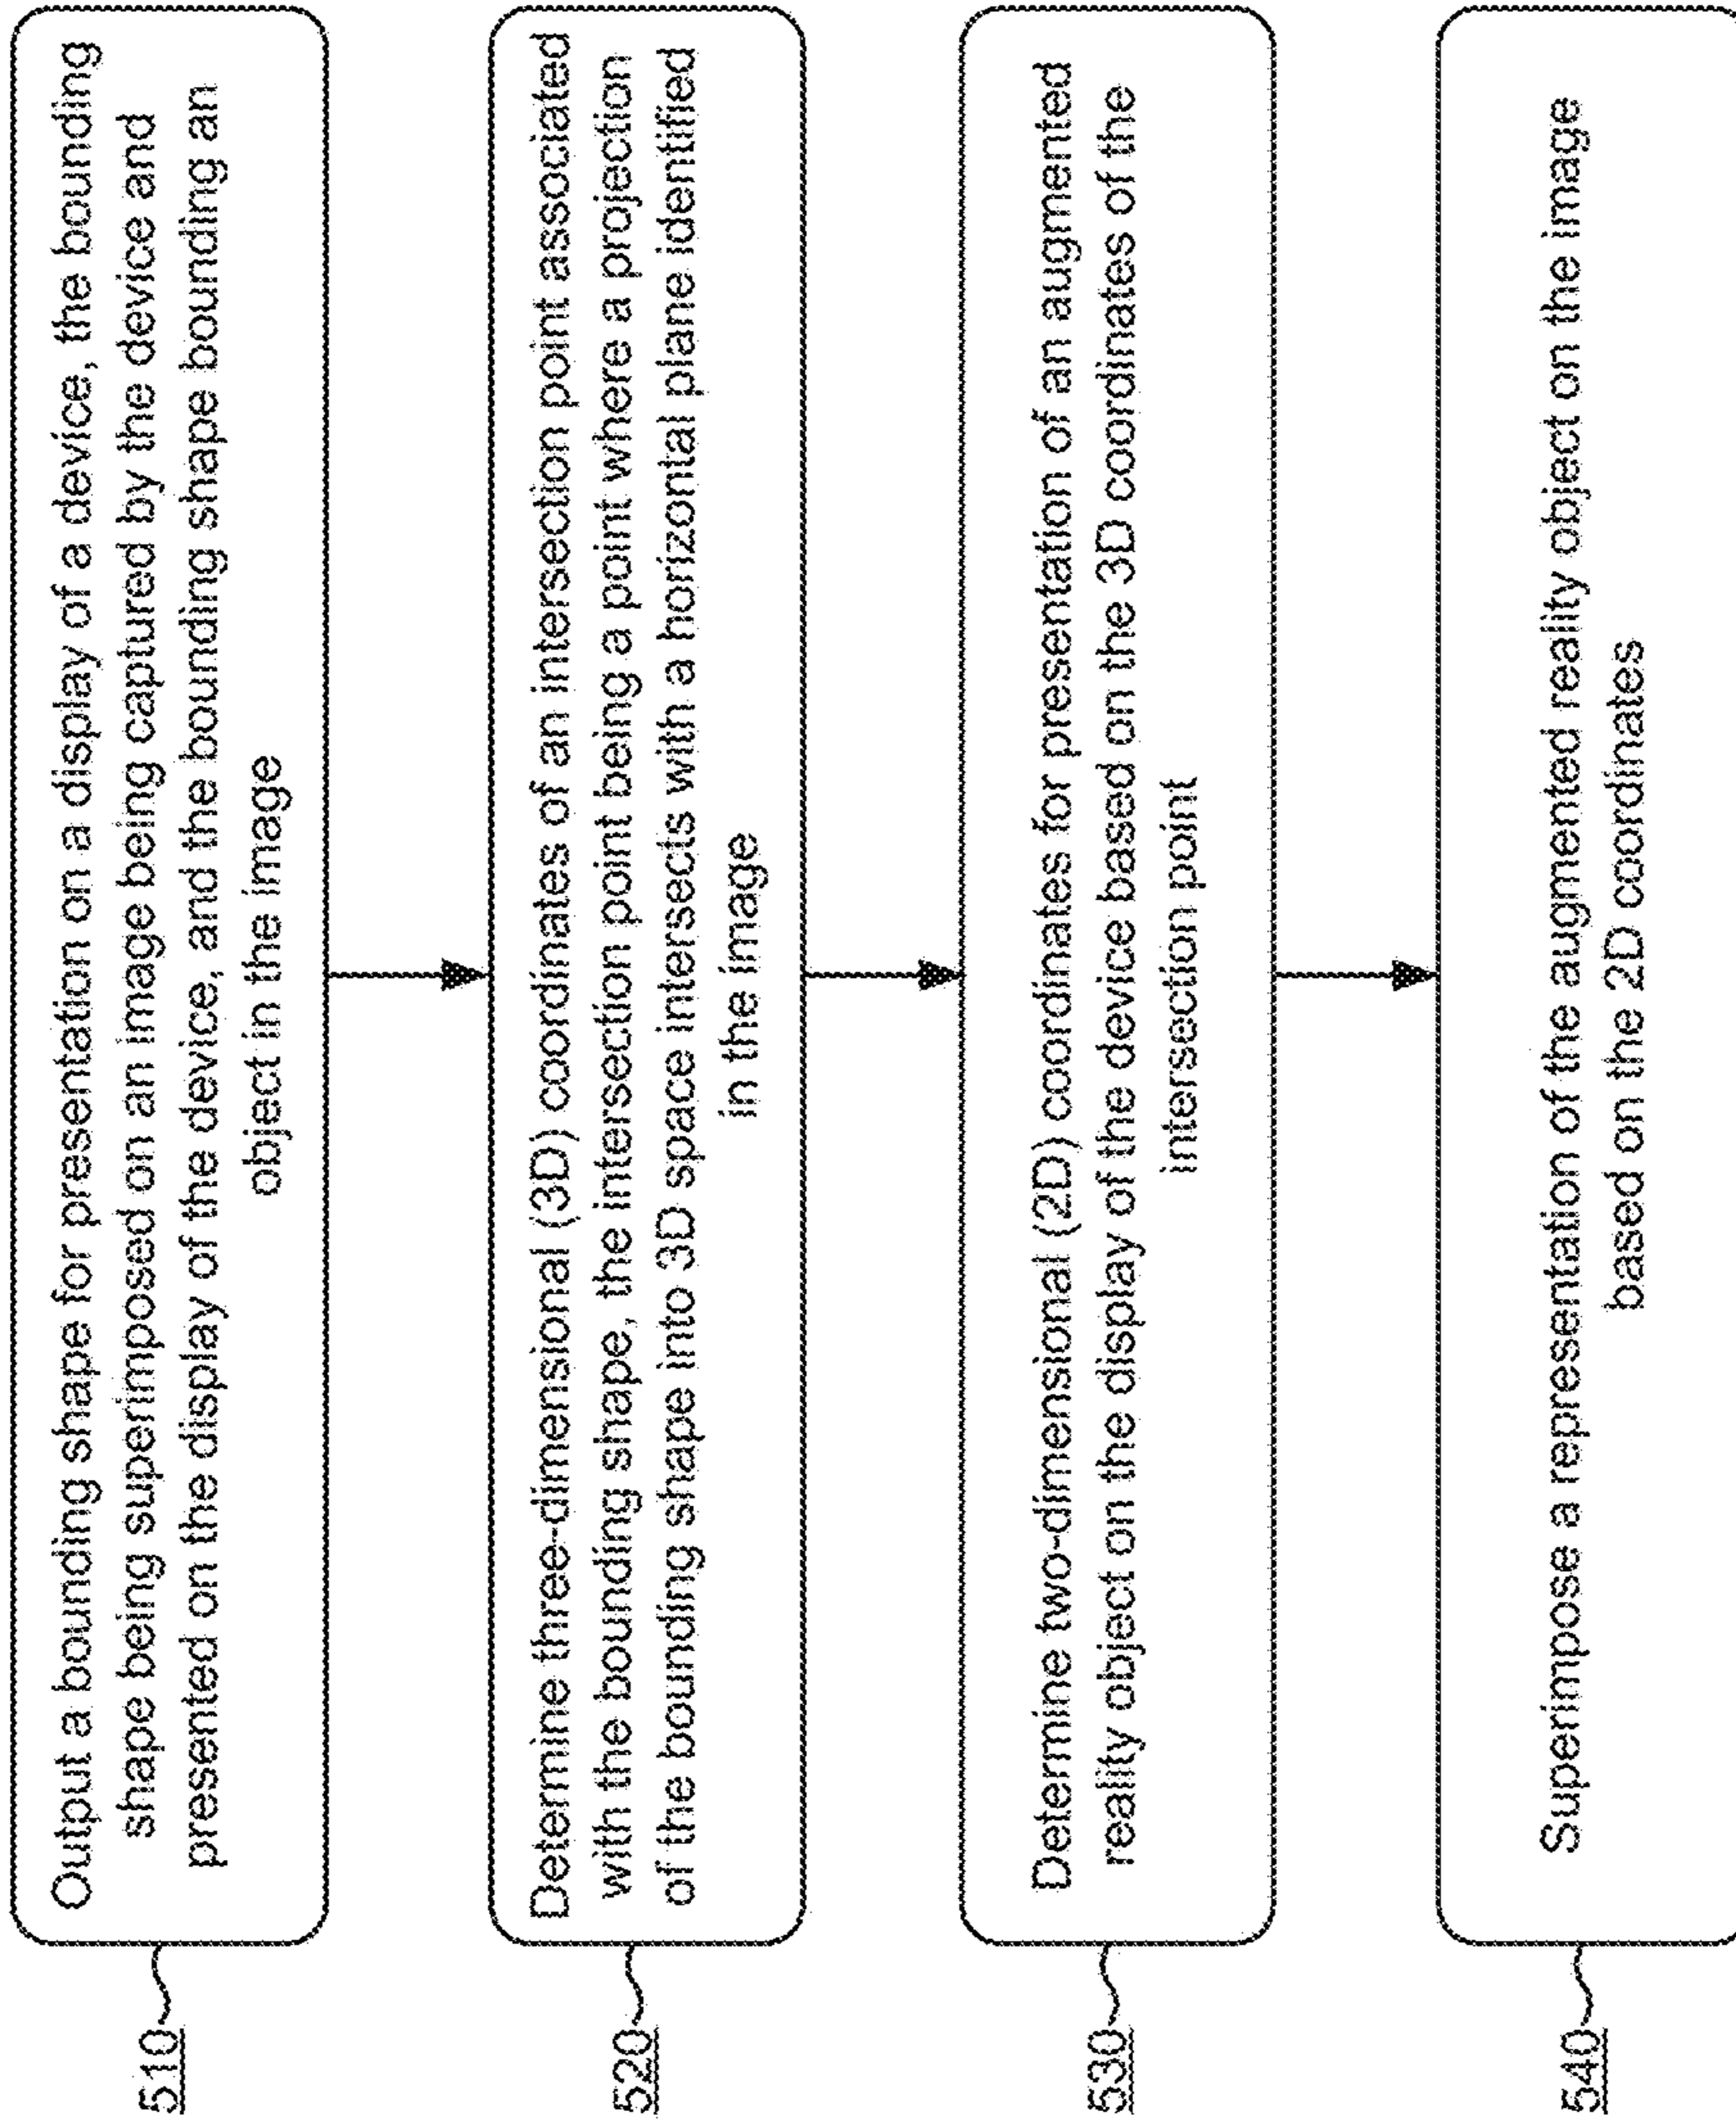 510
Output a bounding shape for presentation on a display of a device, the bounding
shape being superimposed on an image being captured by the device and
presented on the display of the device, and the bounding shape bounding an
object in the image
520
Determine three-dimensional (3D) coordinates of an intersection point associated
with the bounding shape, the intersection point being a point where a projection
of the bounding shape into 3D space intersects with a horizontal plane identified
in the image
530
Determine two-dimensional (2D) coordinates for presentation of an augmented
reality object on the display of the device based on the 3D coordinates of the
intersection point
540
Superimpose a representation of the augmented reality object on the image
based on the 2D coordinates